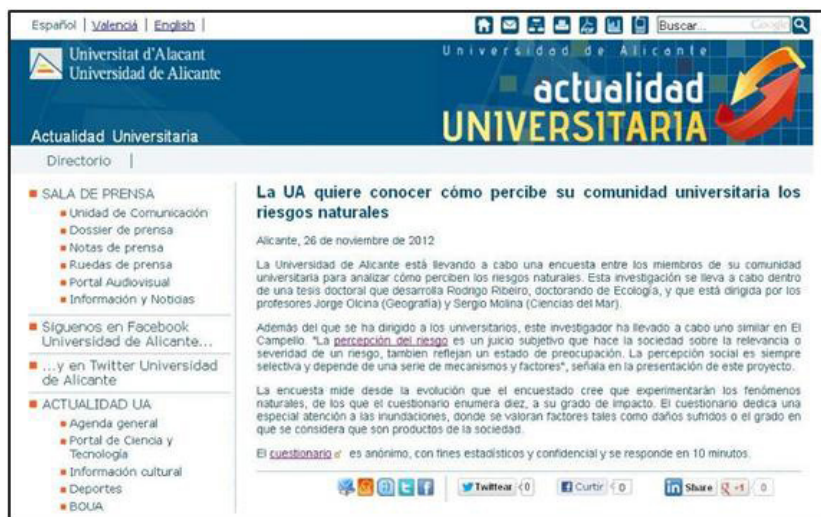 Español | Valencià | English |
Buscar... Google
Universitat d'Alacant
Universidad de Alicante
Universidad de Alicante
actualidad
UNIVERSITARIA
Actualidad Universitaria
Directorio |
SALA DE PRENSA
Unidad de Comunicación
Dossier de prensa
Notas de prensa
Ruedas de prensa
Portal Audiovisual
Información y Noticias
Síguenos en Facebook
Universidad de Alicante...
...y en Twitter Universidad
de Alicante
ACTUALIDAD UA
Agenda general
Portal de Ciencia y
Tecnología
Información cultural
Deportes
BOUA
La UA quiere conocer cómo percibe su comunidad universitaria los
riesgos naturales
Alicante, 26 de noviembre de 2012
La Universidad de Alicante está llevando a cabo una encuesta entre los miembros de su comunidad
universitaria para analizar cómo perciben los riesgos naturales. Esta investigación se lleva a cabo dentro
de una tesis doctoral que desarrolla Rodrigo Ribeiro, doctorando de Ecología, y que está dirigida por los
profesores Jorge Olcina (Geografía) y Sergio Molina (Ciencias del Mar).
Además del que se ha dirigido a los universitarios, este investigador ha llevado a cabo uno similar en El
Campello. "La percepción del riesgo es un juicio subjetivo que hace la sociedad sobre la relevancia o
severidad de un riesgo, tambien reflejan un estado de preocupación. La percepción social es siempre
selectiva y depende de una serie de mecanismos y factores", señala en la presentación de este proyecto.
La encuesta mide desde la evolución que el encuestado cree que experimentarán los fenómenos
naturales, de los que el cuestionario enumera diez, a su grado de impacto. El cuestionario dedica una
especial atención a las inundaciones, donde se valoran factores tales como daños sufridos o el grado en
que se considera que son productos de la sociedad.
El cuestionario es anónimo, con fines estadísticos y confidencial y se responde en 10 minutos.
Twittear 0 Curtir 0 Share +1 0